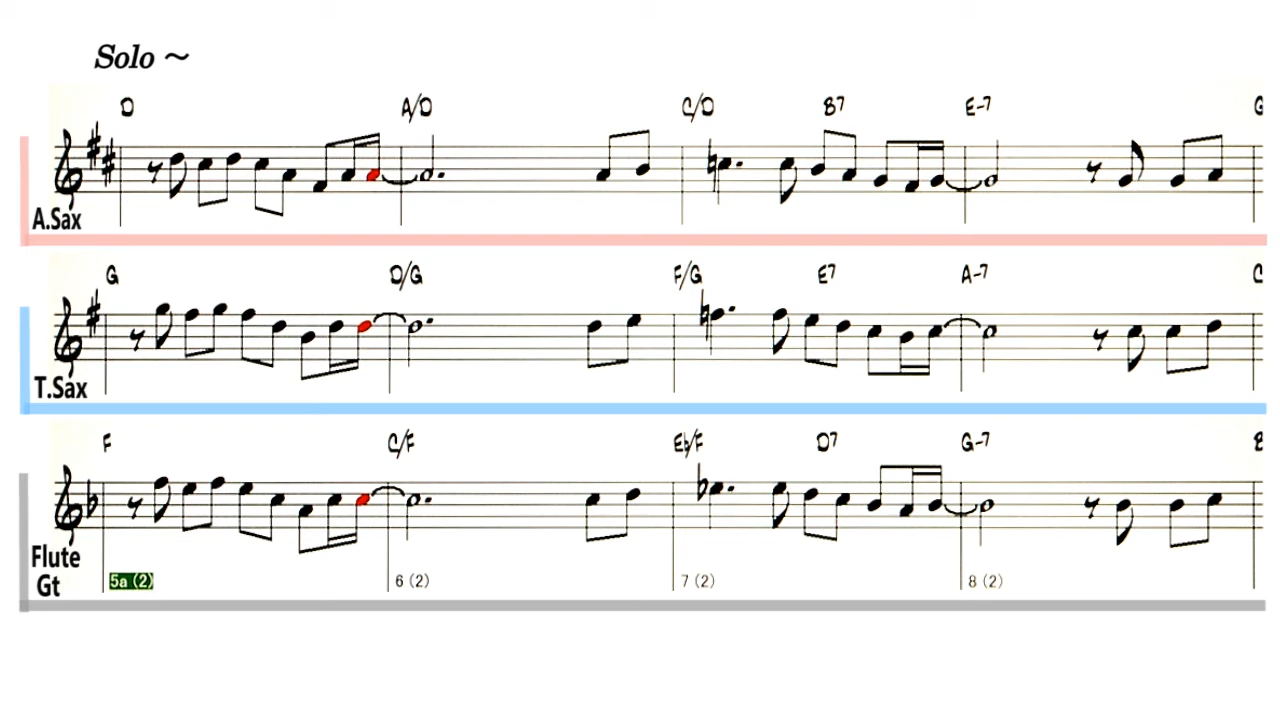 Solo ～
D A/D C/D B7 E-7 G
A.Sax
G D/G F/G E7 A-7 C
T.Sax
F C/F E♭/F D7 G-7
Flute
Gt
5a (2) 6 (2) 7 (2) 8 (2)